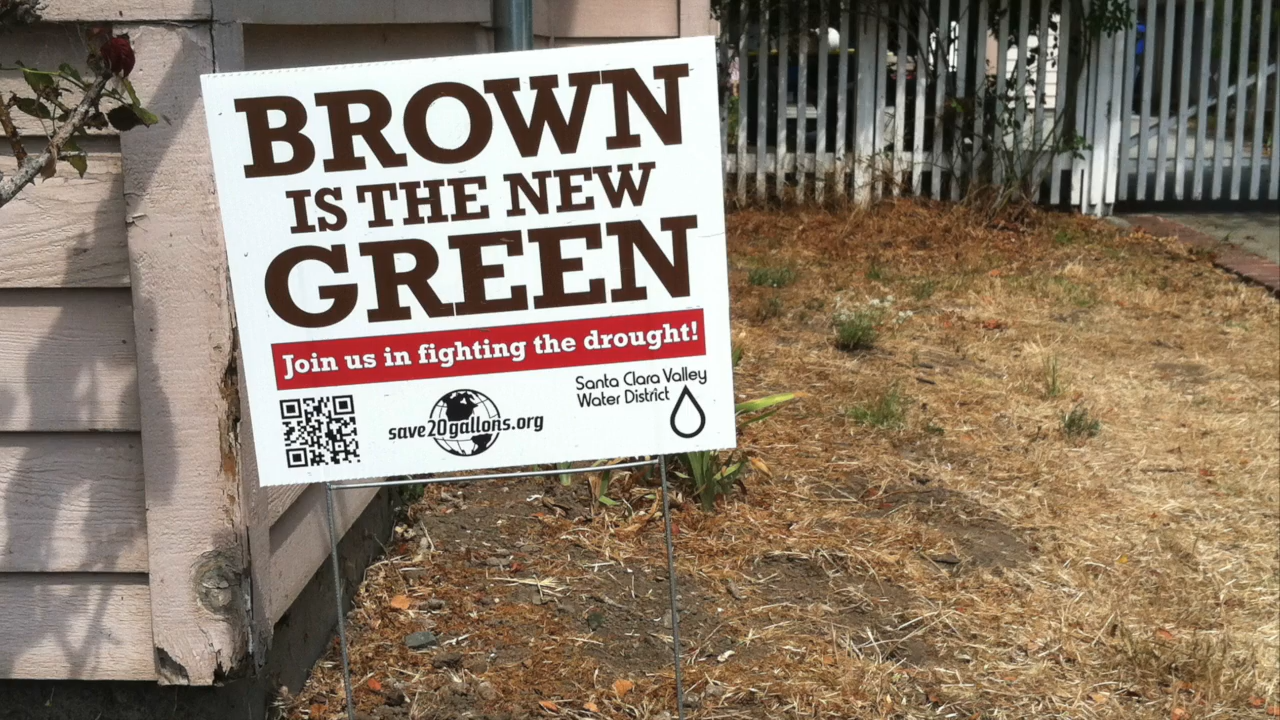 BROWN
IS THE NEW
GREEN
Join us in fighting the drought!
save20gallons.org
Santa Clara Valley
Water District